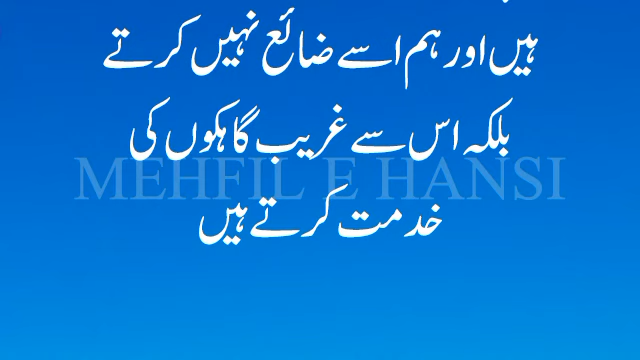 ہیں اور ہم اسے ضائع نہیں کرتے
بلکہ اس سے غریب گاہکوں کی
MEHFIL E HANSI
خدمت کرتے ہیں